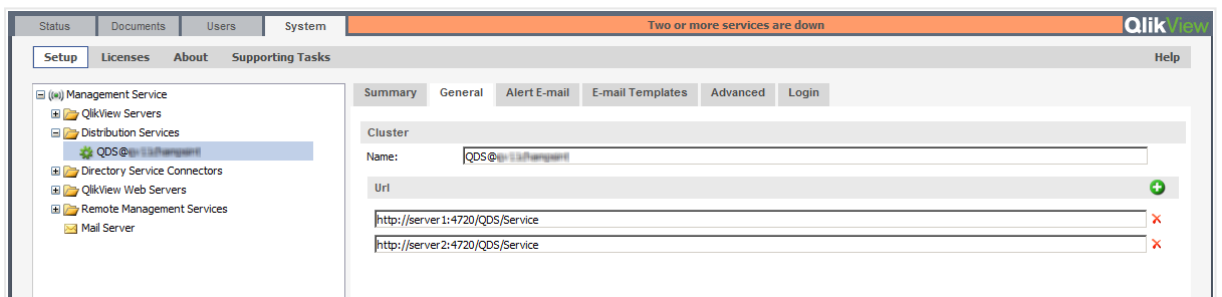 Status Documents Users System Two or more services are down QlikView
Setup Licenses About Supporting Tasks Help
Management Service
QlikView Servers
Distribution Services
QDS@
Directory Service Connectors
QlikView Web Servers
Remote Management Services
Mail Server
Summary General Alert E-mail E-mail Templates Advanced Login
Cluster
Name: QDS@
Url
http://server1:4720/QDS/Service
http://server2:4720/QDS/Service